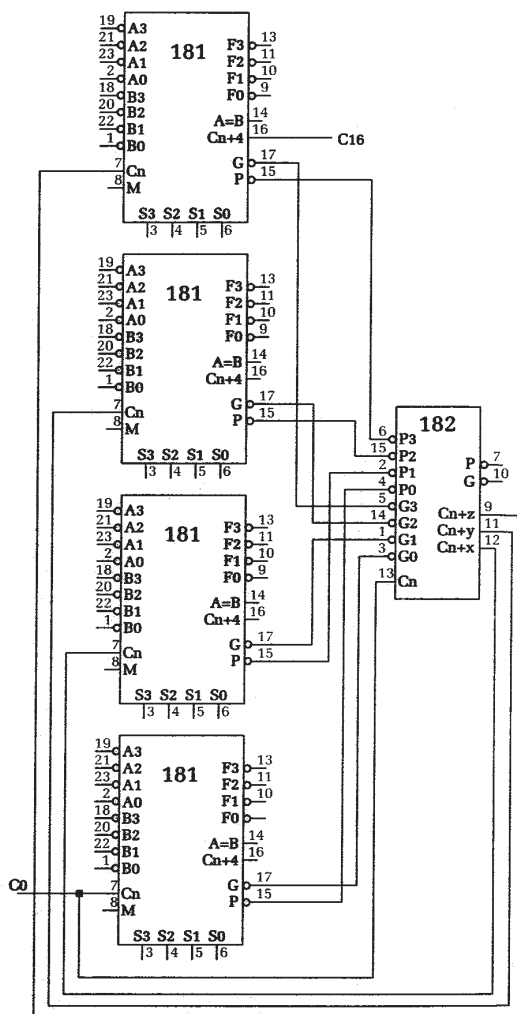 19 A3
21 A2 181 F3 13
23 A1 F2 11
2 A0 F1 10
18 B3 F0 9
20 B2
22 B1 A=B 14
1 B0 Cn+4 16 C16
G 17
7 Cn P 15
8 M
S3 S2 S1 S0
3 4 5 6
19 A3
21 A2 181 F3 13
23 A1 F2 11
2 A0 F1 10
18 B3 F0 9
20 B2
22 B1 A=B 14
1 B0 Cn+4 16
G 17
7 Cn P 15
8 M
S3 S2 S1 S0
3 4 5 6
19 A3
21 A2 181 F3 13
23 A1 F2 11
2 A0 F1 10
18 B3 F0 9
20 B2
22 B1 A=B 14
1 B0 Cn+4 16
G 17
7 Cn P 15
8 M
S3 S2 S1 S0
3 4 5 6
19 A3
21 A2 181 F3 13
23 A1 F2 11
2 A0 F1 10
18 B3 F0
20 B2
22 B1 A=B 14
1 B0 Cn+4 16
G 17
C0 7 Cn P 15
8 M
S3 S2 S1 S0
3 4 5 6
182
6 P3
15 P2 P 7
2 P1 G 10
4 P0
5 G3 Cn+z 9
14 G2 Cn+y 11
1 G1 Cn+x 12
3 G0
13 Cn